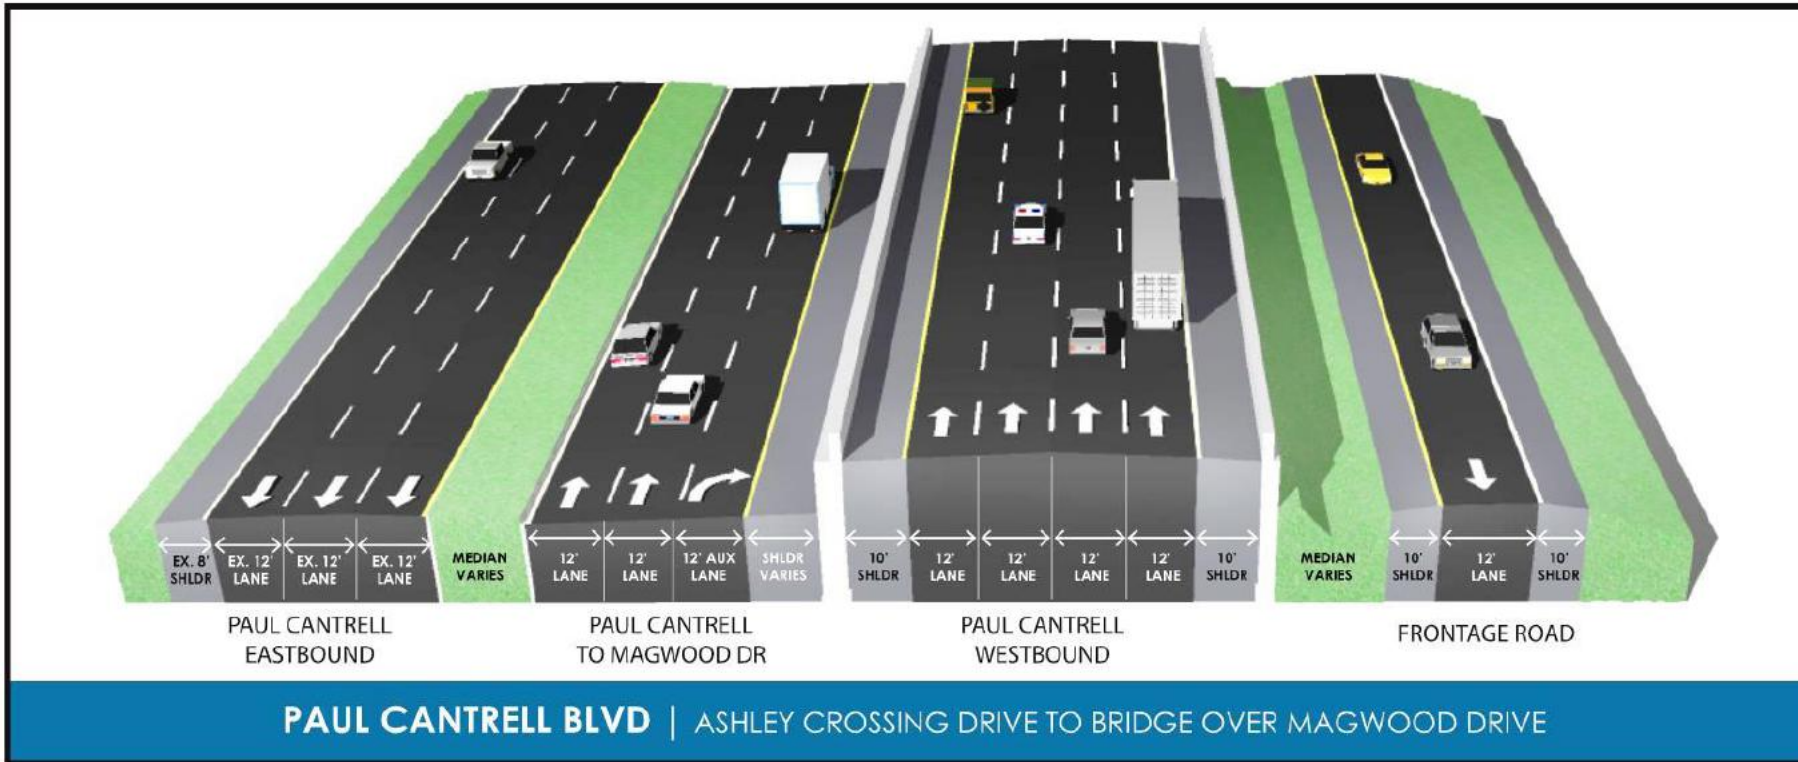 EX. 8' SHLDR
EX. 12' LANE
EX. 12' LANE
EX. 12' LANE
MEDIAN VARIES
12' LANE
12' LANE
12' AUX LANE
SHLDR VARIES
10' SHLDR
12' LANE
12' LANE
12' LANE
12' LANE
10' SHLDR
MEDIAN VARIES
10' SHLDR
12' LANE
10' SHLDR
PAUL CANTRELL
EASTBOUND
PAUL CANTRELL
TO MAGWOOD DR
PAUL CANTRELL
WESTBOUND
FRONTAGE ROAD
PAUL CANTRELL BLVD | ASHLEY CROSSING DRIVE TO BRIDGE OVER MAGWOOD DRIVE